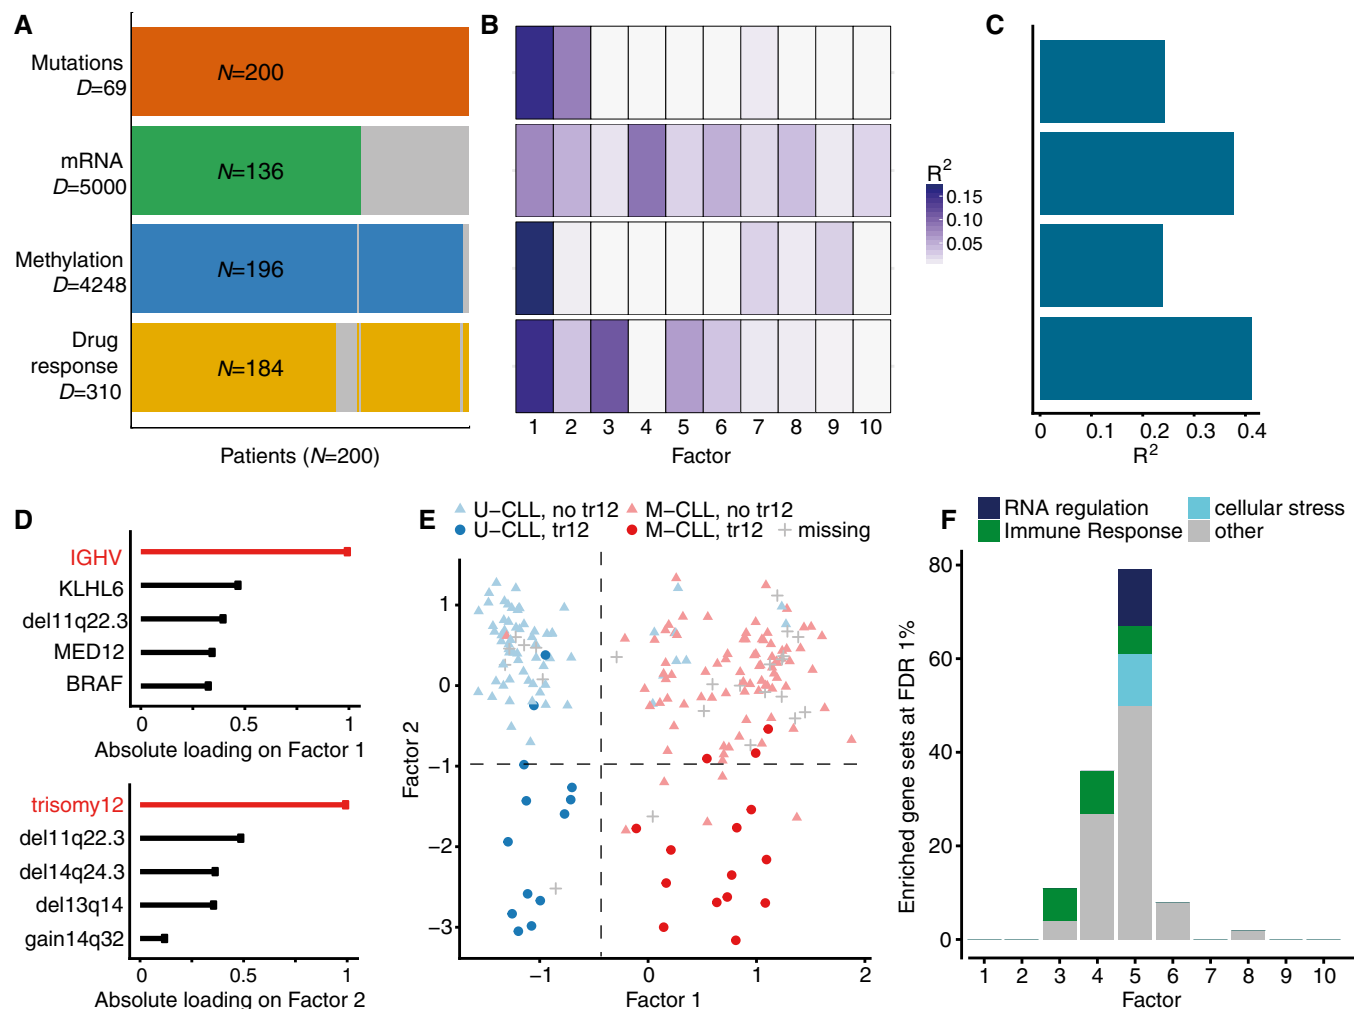 A
Mutations
D=69
N=200
mRNA
D=5000
N=136
Methylation
D=4248
N=196
Drug
response
D=310
N=184
Patients (N=200)
B
1 2 3 4 5 6 7 8 9 10
Factor
R2
0.15
0.10
0.05
C
0 0.1 0.2 0.3 0.4
R2
D
IGHV
KLHL6
del11q22.3
MED12
BRAF
0 0.5 1
Absolute loading on Factor 1
trisomy12
del11q22.3
del14q24.3
del13q14
gain14q32
0 0.5 1
Absolute loading on Factor 2
E
U−CLL, no tr12 M−CLL, no tr12
U−CLL, tr12 M−CLL, tr12 missing
Factor 2
1
0
−1
−2
−3
−1 0 1 2
Factor 1
F
RNA regulation cellular stress
Immune Response other
Enriched gene sets at FDR 1%
80
60
40
20
0
1 2 3 4 5 6 7 8 9 10
Factor